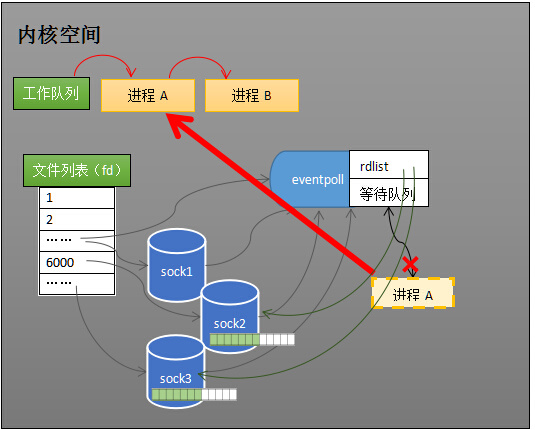 内核空间
工作队列
进程 A
进程 B
文件列表（fd）
1
2
……
6000
……
eventpoll
rdlist
等待队列
sock1
sock2
sock3
进程 A